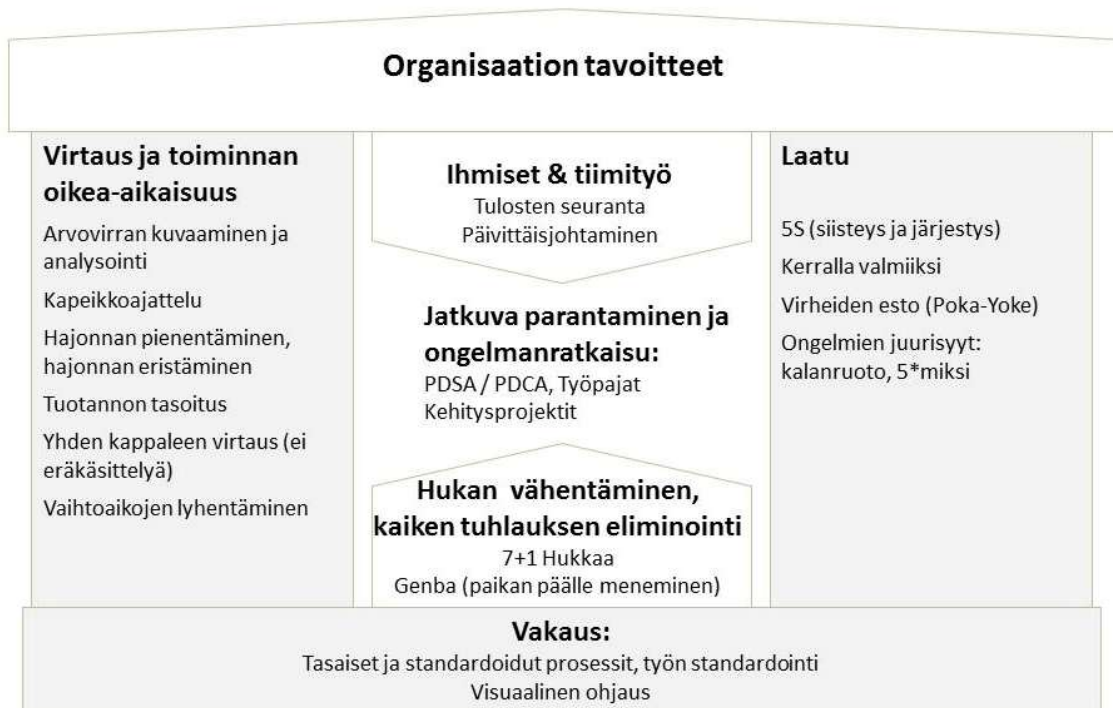 Organisaation tavoitteet
Virtaus ja toiminnan
oikea-aikaisuus
Arvovirran kuvaaminen ja
analysointi
Kapeikkoajattelu
Hajonnan pienentäminen,
hajonnan eristäminen
Tuotannon tasoitus
Yhden kappaleen virtaus (ei
eräkäsittelyä)
Vaihtoaikojen lyhentäminen
Ihmiset & tiimityö
Tulosten seuranta
Päivittäisjohtaminen
Jatkuva parantaminen ja
ongelmanratkaisu:
PDSA / PDCA, Työpajat
Kehitysprojektit
Hukan vähentäminen,
kaiken tuhlauksen eliminointi
7+1 Hukkaa
Genba (paikan päälle meneminen)
Laatu
5S (siisteys ja järjestys)
Kerralla valmiiksi
Virheiden esto (Poka-Yoke)
Ongelmien juurisyyt:
kalanruoto, 5*miksi
Vakaus:
Tasaiset ja standardoidut prosessit, työn standardointi
Visuaalinen ohjaus